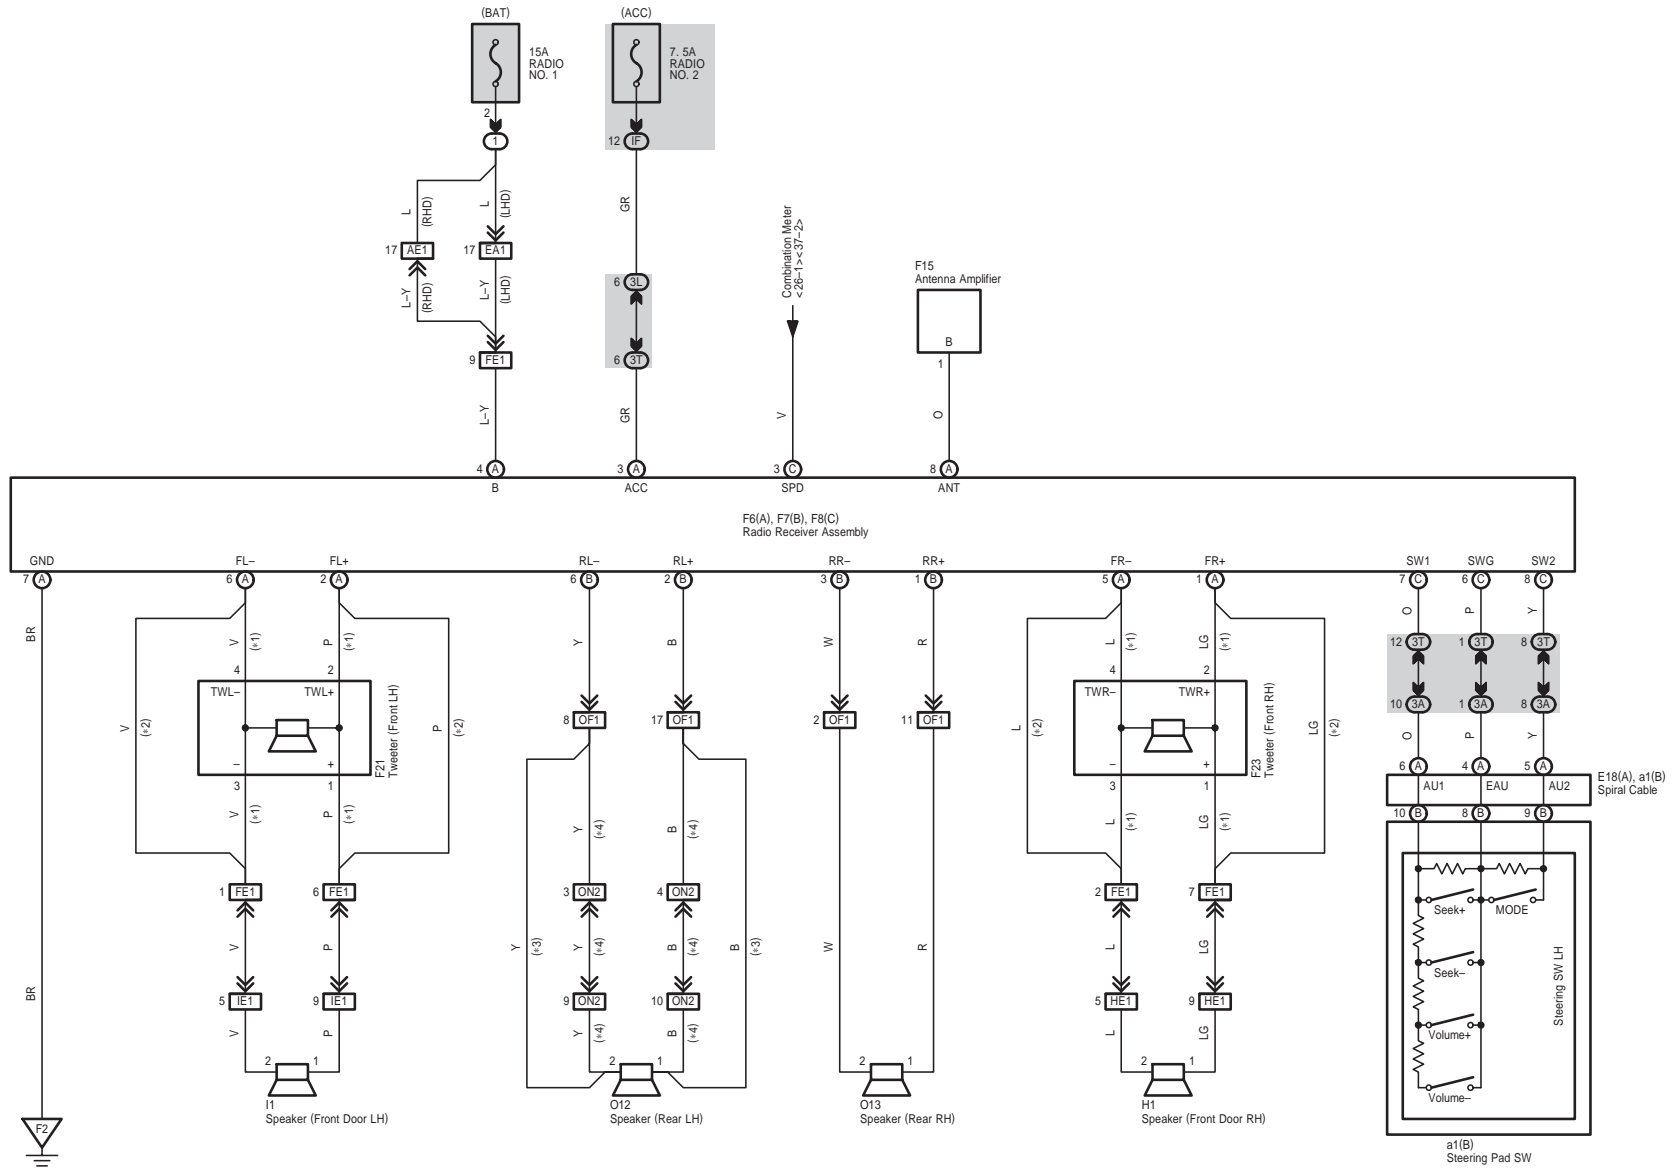 (BAT)
(ACC)
15A
RADIO
NO. 1
7. 5A
RADIO
NO. 2
2
1
12 IF
L
(RHD)
L
(LHD)
GR
17 AE1
17 EA1
L–Y
(RHD)
L–Y
(LHD)
6 3L
6 3T
9 FE1
L–Y
GR
Combination Meter
<26–1><37–2>
V
F15
Antenna Amplifier
B
1
O
4 A
3 A
3 C
8 A
B
ACC
SPD
ANT
F6(A), F7(B), F8(C)
Radio Receiver Assembly
GND
FL–
FL+
RL–
RL+
RR–
RR+
FR–
FR+
SW1
SWG
SW2
7 A
6 A
2 A
6 B
2 B
3 B
1 B
5 A
1 A
7 C
6 C
8 C
BR
V
(∗1)
P
(∗1)
Y
B
W
R
L
(∗1)
LG
(∗1)
O
P
Y
12 3T
1 3T
8 3T
4
2
4
2
TWL–
TWL+
TWR–
TWR+
10 3A
1 3A
8 3A
V
(∗2)
P
(∗2)
F21
Tweeter (Front LH)
8 OF1
17 OF1
2 OF1
11 OF1
L
(∗2)
LG
(∗2)
F23
Tweeter (Front RH)
O
P
Y
–
+
–
+
3
1
3
1
6 A
4 A
5 A
E18(A), a1(B)
Spiral Cable
AU1
EAU
AU2
10 B
8 B
9 B
V
(∗1)
P
(∗1)
Y
(∗4)
B
(∗4)
L
(∗1)
LG
(∗1)
1 FE1
6 FE1
3 ON2
4 ON2
2 FE1
7 FE1
Seek+
MODE
V
P
Y
(∗3)
Y
(∗4)
B
(∗4)
B
(∗3)
W
R
L
LG
Seek–
Steering SW LH
BR
5 IE1
9 IE1
9 ON2
10 ON2
5 HE1
9 HE1
V
P
Y
(∗4)
B
(∗4)
L
LG
Volume+
2
1
2
1
2
1
2
1
Volume–
I1
Speaker (Front Door LH)
O12
Speaker (Rear LH)
O13
Speaker (Rear RH)
H1
Speaker (Front Door RH)
F2
a1(B)
Steering Pad SW